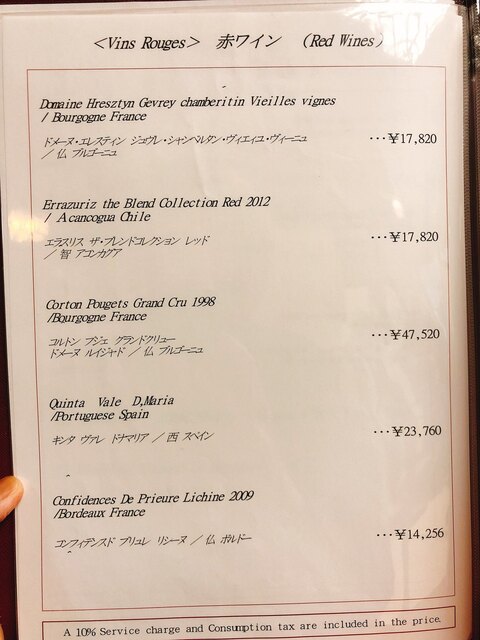 <Vins Rouges> 赤ワイン (Red Wines)
Domaine Hresztyn Gevrey chamberitin Vieilles vignes
/ Bourgogne France
ドメーヌ・エレスティン ジュヴレ・シャンベルタン・ヴィエイユ・ヴィーニュ
/ 仏 ブルゴーニュ
···￥17,820
Errazuriz the Blend Collection Red 2012
/ Acancogua Chile
エラスリス ザ・ブレンドコレクション レッド
/ 智 アコンカグア
···￥17,820
Corton Pougets Grand Cru 1998
/Bourgogne France
コルトン プジェ グランドクリュー
ドメーヌ ルイジャド / 仏 ブルゴーニュ
···￥47,520
Quinta Vale D,Maria
/Portuguese Spain
キンタ ヴァレ ドナマリア / 西 スペイン
···￥23,760
Confidences De Prieure Lichine 2009
/Bordeaux France
コンフィデンスド プリュレ リシーヌ / 仏 ボルドー
···￥14,256
A 10% Service charge and Consumption tax are included in the price.